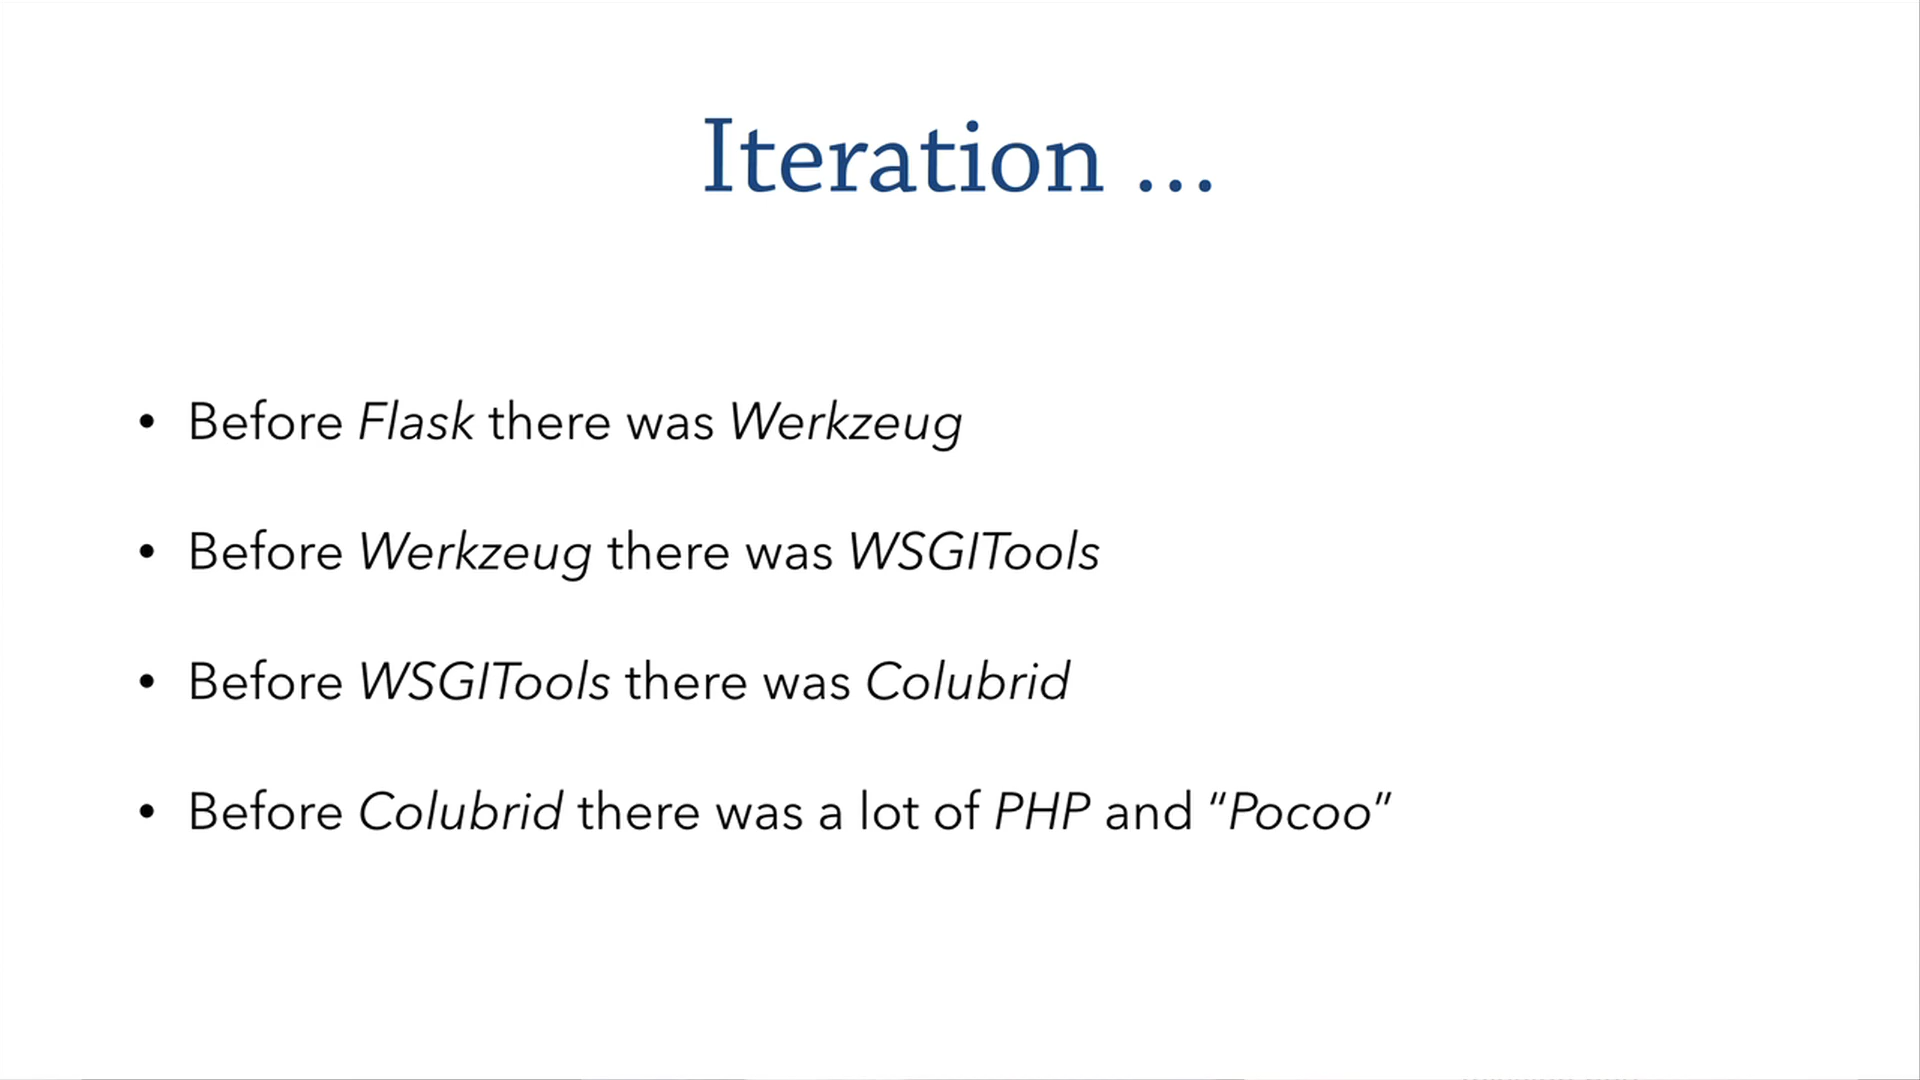 Iteration …
• Before Flask there was Werkzeug
• Before Werkzeug there was WSGITools
• Before WSGITools there was Colubrid
• Before Colubrid there was a lot of PHP and “Pocoo”